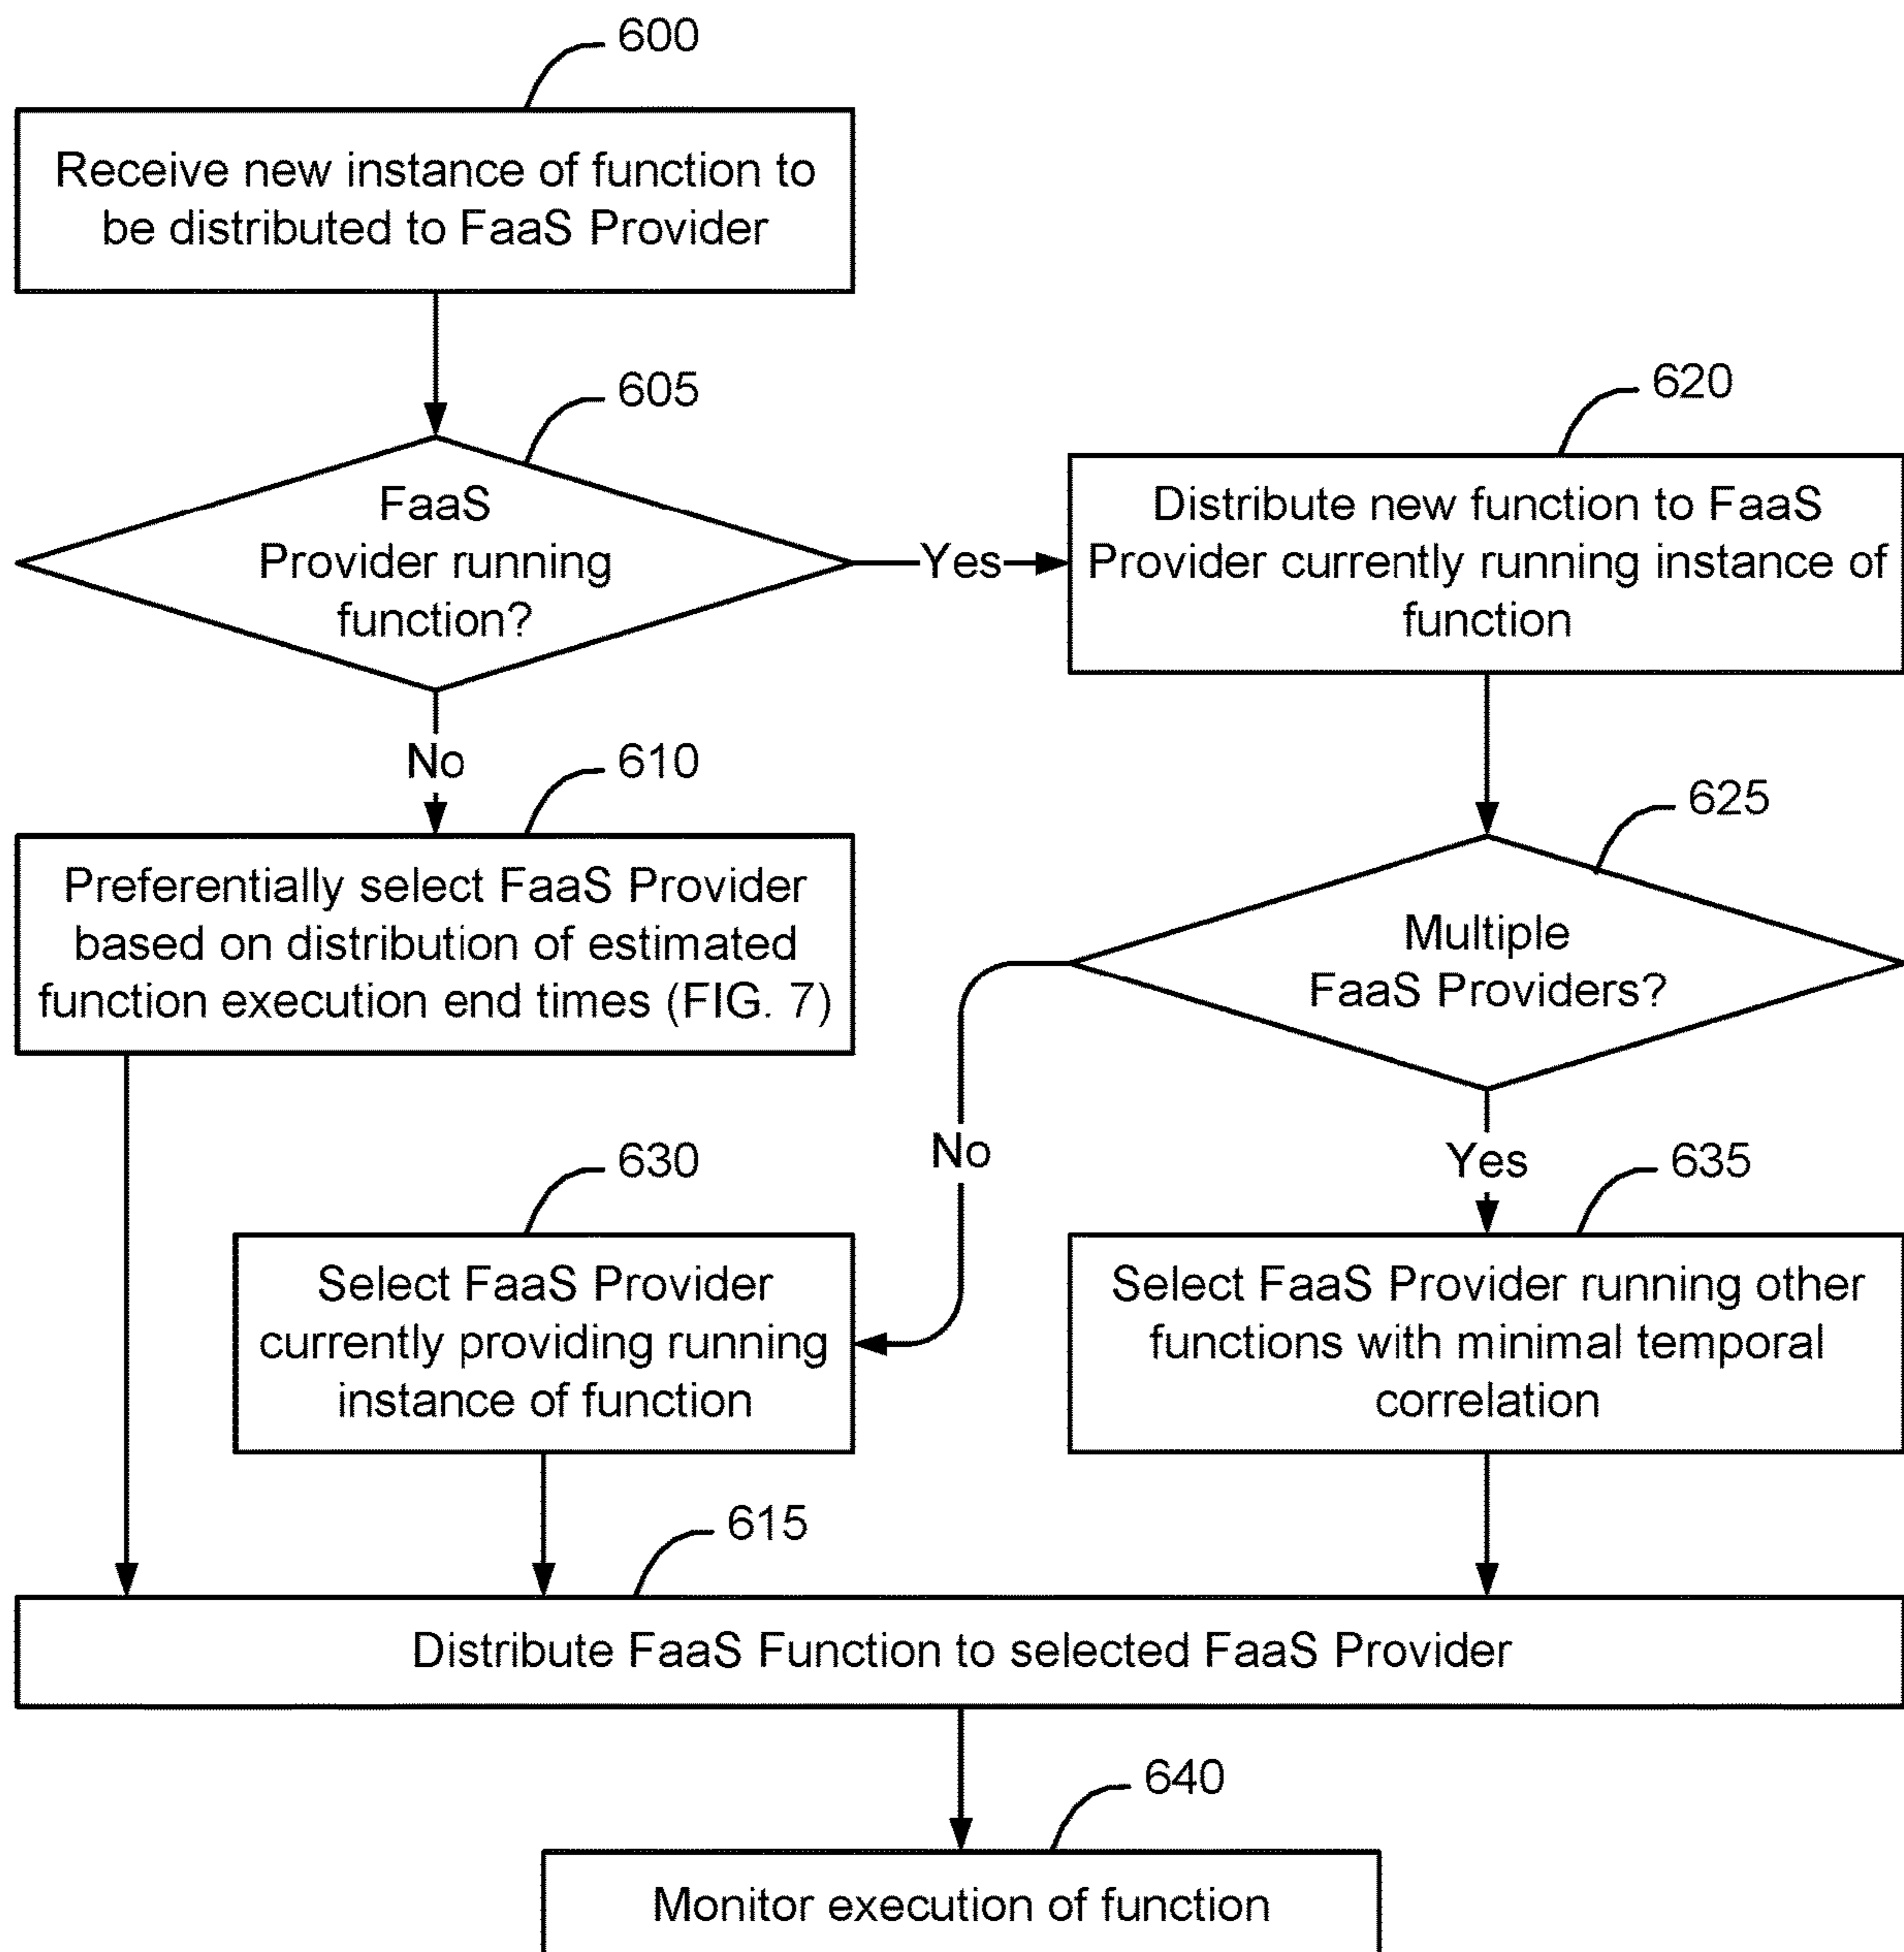 600
Receive new instance of function to
be distributed to FaaS Provider
605
FaaS
Provider running
function?
Yes
620
Distribute new function to FaaS
Provider currently running instance of
function
No
610
Preferentially select FaaS Provider
based on distribution of estimated
function execution end times (FIG. 7)
625
Multiple
FaaS Providers?
No
Yes
630
Select FaaS Provider
currently providing running
instance of function
635
Select FaaS Provider running other
functions with minimal temporal
correlation
615
Distribute FaaS Function to selected FaaS Provider
640
Monitor execution of function